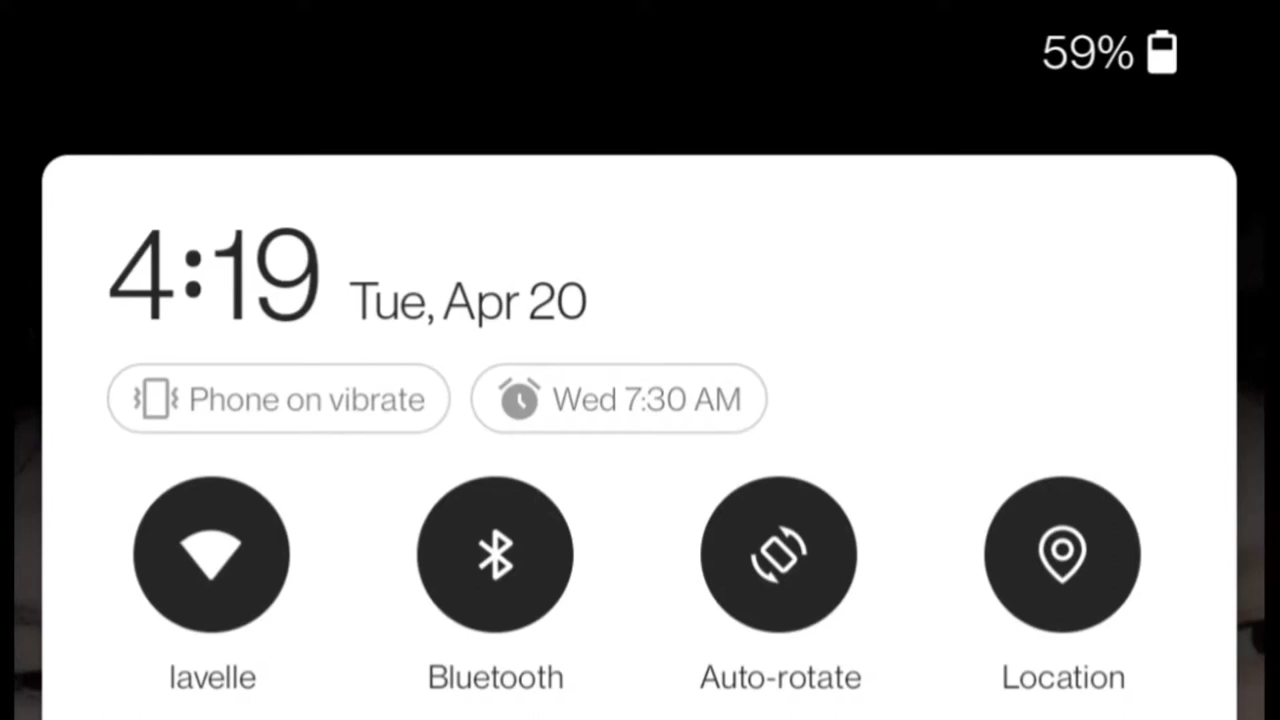 59%
4:19 Tue, Apr 20
Phone on vibrate Wed 7:30 AM
lavelle Bluetooth Auto-rotate Location